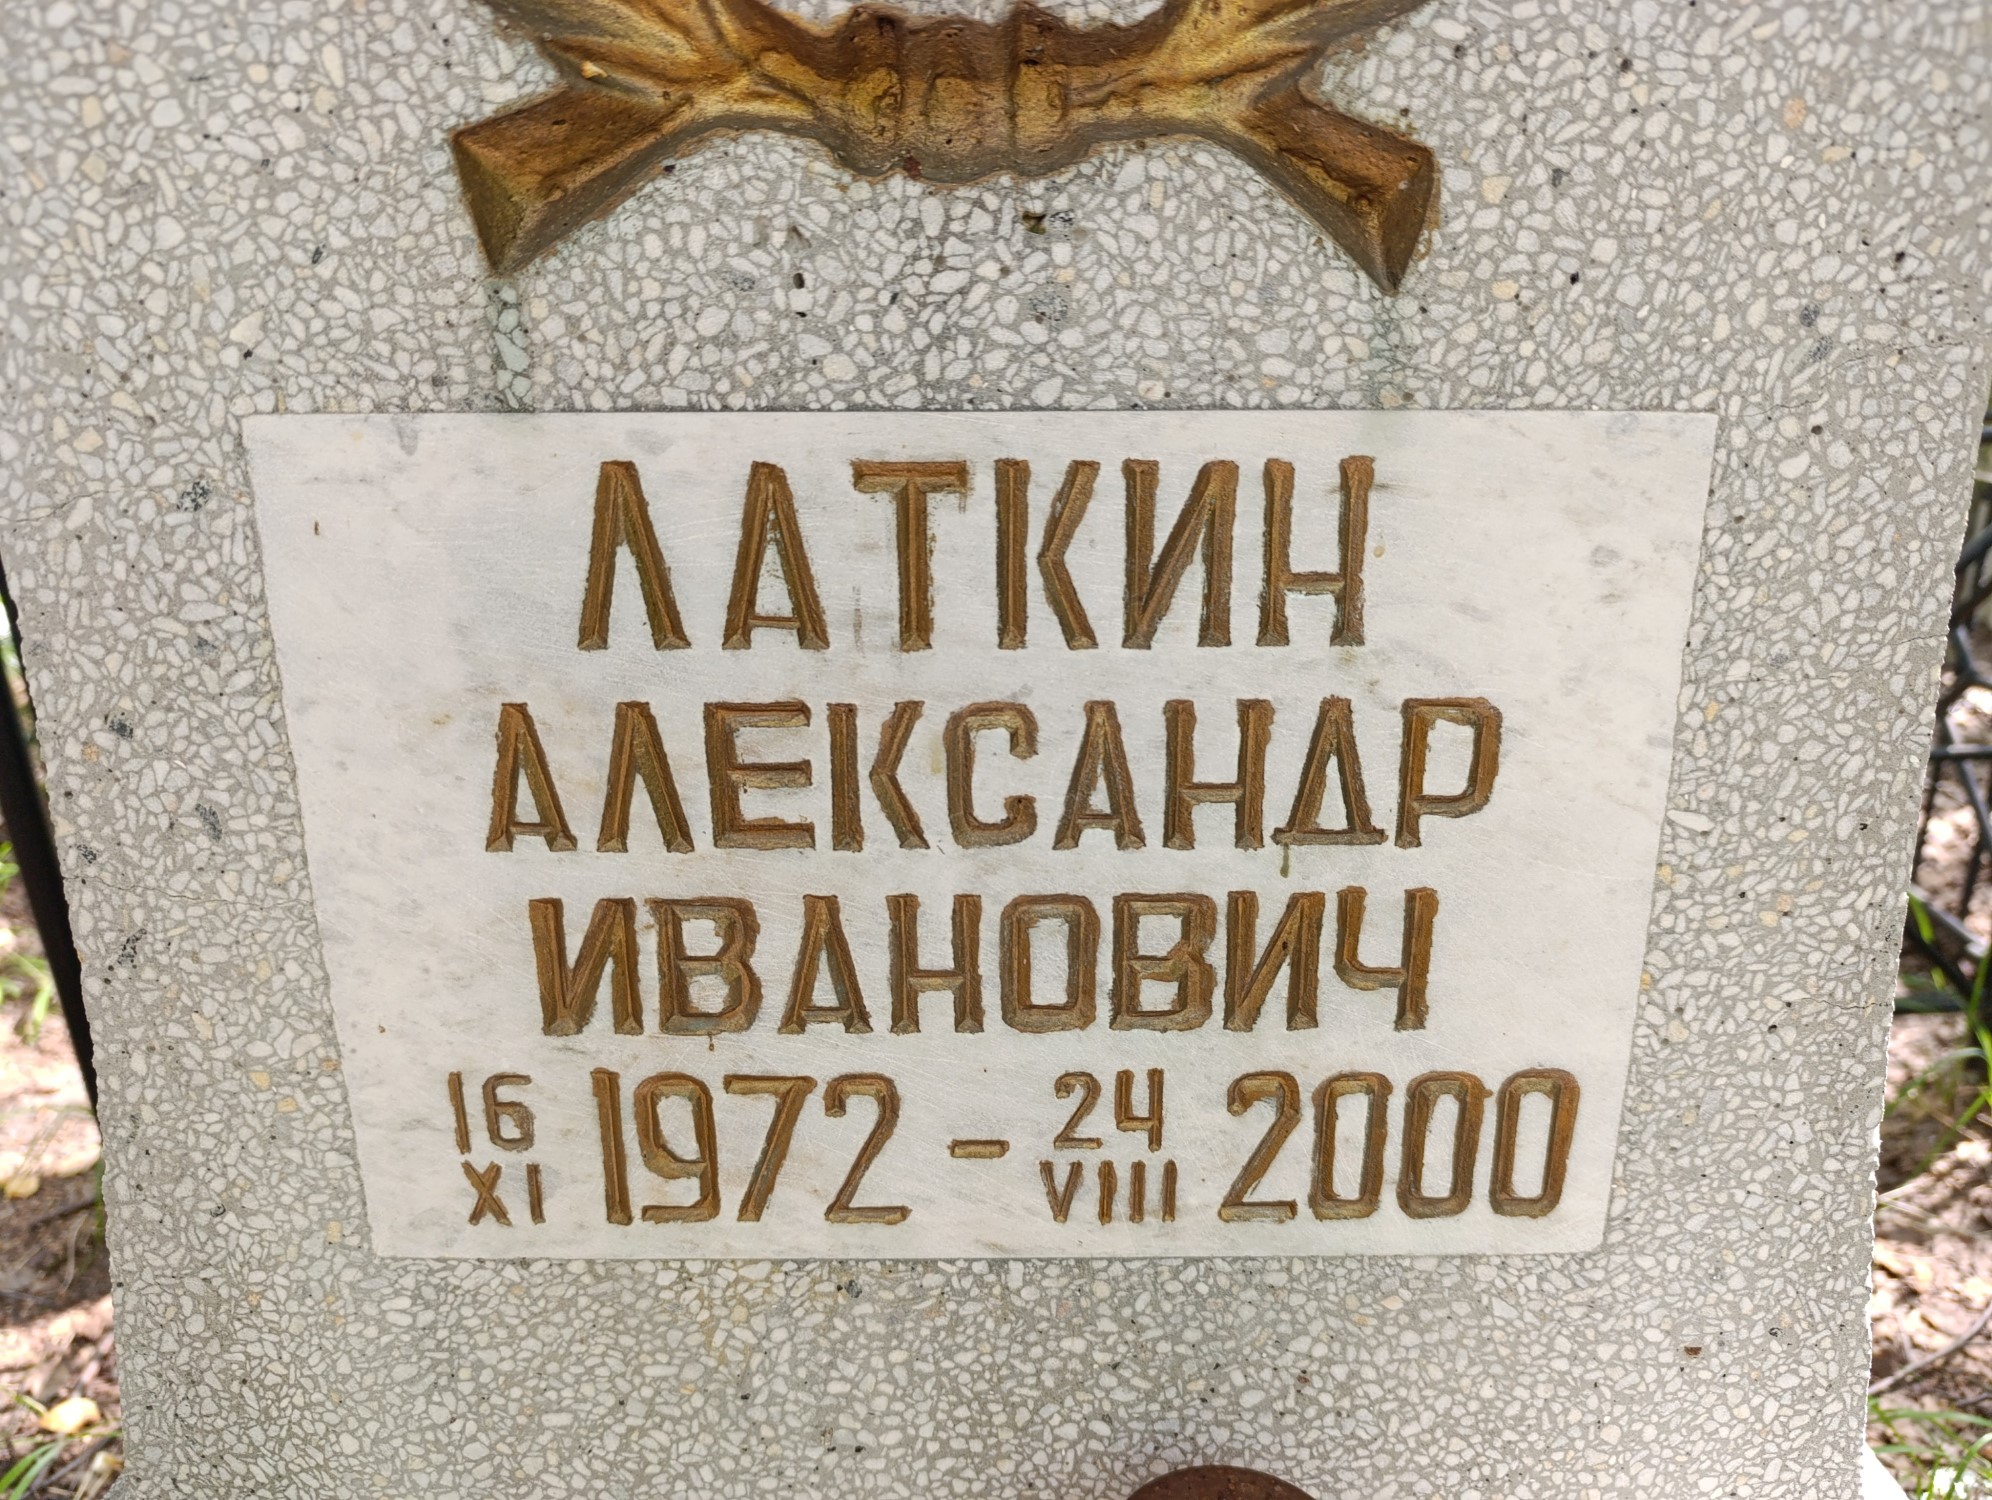 ЛАТКИН
АЛЕКСАНДР
ИВАНОВИЧ
16 XI 1972 - 24 VIII 2000